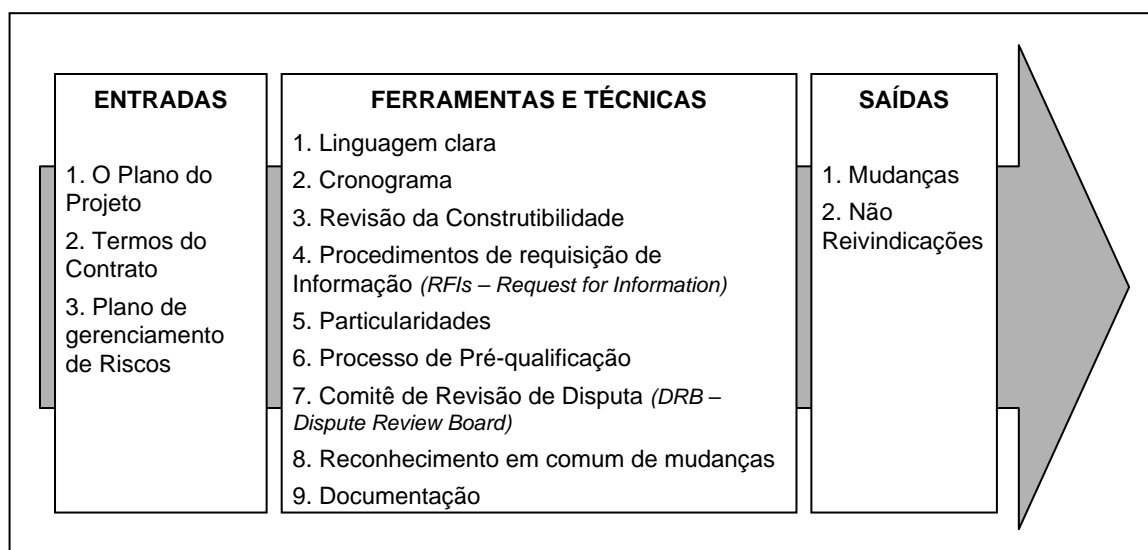 ENTRADAS
1. O Plano do
Projeto
2. Termos do
Contrato
3. Plano de
gerenciamento
de Riscos
FERRAMENTAS E TÉCNICAS
1. Linguagem clara
2. Cronograma
3. Revisão da Construtibilidade
4. Procedimentos de requisição de
Informação (RFIs – Request for Information)
5. Particularidades
6. Processo de Pré-qualificação
7. Comitê de Revisão de Disputa (DRB –
Dispute Review Board)
8. Reconhecimento em comum de mudanças
9. Documentação
SAÍDAS
1. Mudanças
2. Não
Reivindicações